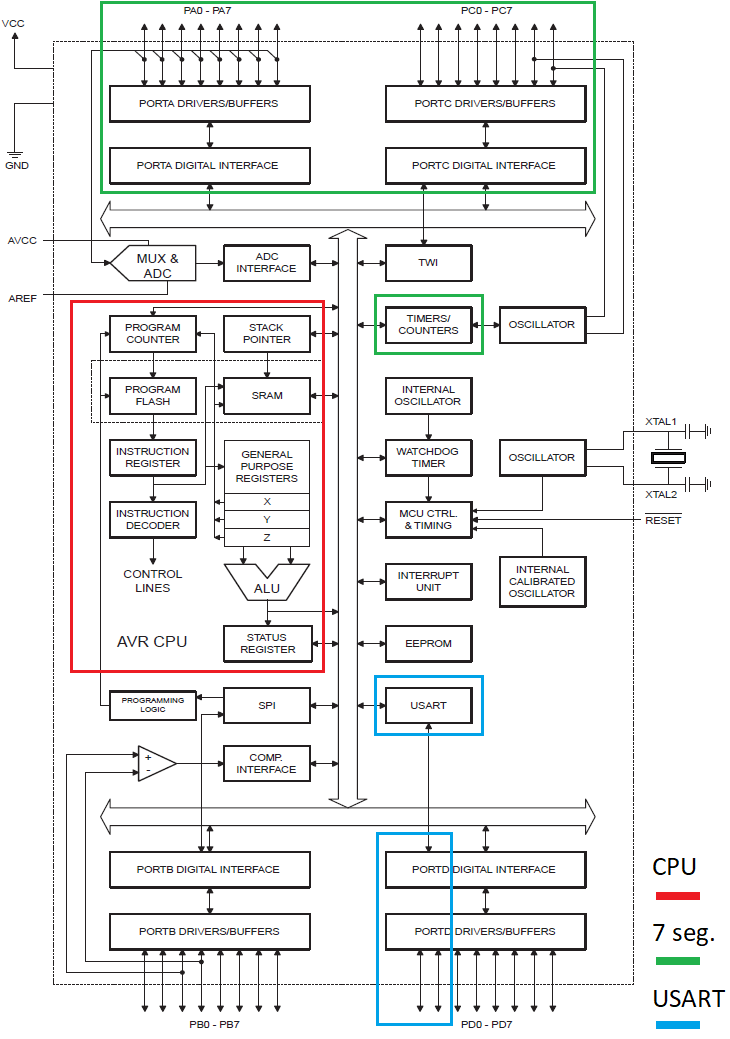 PA0 - PA7
PC0 - PC7
VCC
PORTA DRIVERS/BUFFERS
PORTC DRIVERS/BUFFERS
GND
PORTA DIGITAL INTERFACE
PORTC DIGITAL INTERFACE
AVCC
MUX &
ADC
ADC
INTERFACE
TWI
AREF
PROGRAM
COUNTER
STACK
POINTER
TIMERS/
COUNTERS
OSCILLATOR
PROGRAM
FLASH
SRAM
INTERNAL
OSCILLATOR
XTAL1
INSTRUCTION
REGISTER
GENERAL
PURPOSE
REGISTERS
X
Y
Z
WATCHDOG
TIMER
OSCILLATOR
XTAL2
INSTRUCTION
DECODER
MCU CTRL.
& TIMING
RESET
CONTROL
LINES
ALU
INTERRUPT
UNIT
INTERNAL
CALIBRATED
OSCILLATOR
AVR CPU
STATUS
REGISTER
EEPROM
PROGRAMMING
LOGIC
SPI
USART
+
-
COMP.
INTERFACE
PORTB DIGITAL INTERFACE
PORTD DIGITAL INTERFACE
CPU
PORTB DRIVERS/BUFFERS
PORTD DRIVERS/BUFFERS
7 seg.
USART
PB0 - PB7
PD0 - PD7